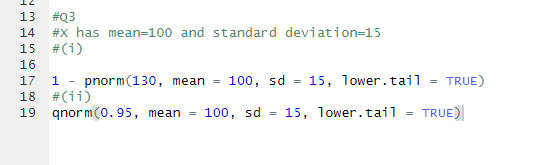 12
13 #Q3
14 #X has mean=100 and standard deviation=15
15 #(i)
16
17 1 - pnorm(130, mean = 100, sd = 15, lower.tail = TRUE)
18 #(ii)
19 qnorm(0.95, mean = 100, sd = 15, lower.tail = TRUE)